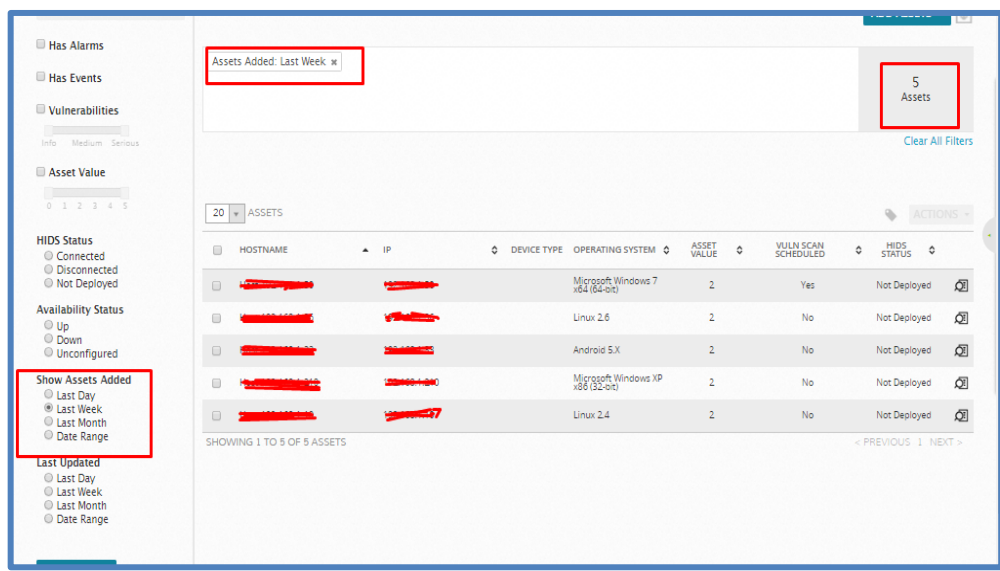 Has Alarms
Has Events
Vulnerabilities
Info Medium Serious
Asset Value
0 1 2 3 4 5
HIDS Status
Connected
Disconnected
Not Deployed
Availability Status
Up
Down
Unconfigured
Show Assets Added
Last Day
Last Week
Last Month
Date Range
Last Updated
Last Day
Last Week
Last Month
Date Range
Assets Added: Last Week ×
5
Assets
Clear All Filters
20 ASSETS
ACTIONS
HOSTNAME IP DEVICE TYPE OPERATING SYSTEM ASSET VALUE VULN SCAN SCHEDULED HIDS STATUS
Microsoft Windows 7 x64 (64-bit) 2 Yes Not Deployed
Linux 2.6 2 No Not Deployed
Android 5.X 2 No Not Deployed
Microsoft Windows XP x86 (32-bit) 2 No Not Deployed
Linux 2.4 2 No Not Deployed
SHOWING 1 TO 5 OF 5 ASSETS
< PREVIOUS 1 NEXT >